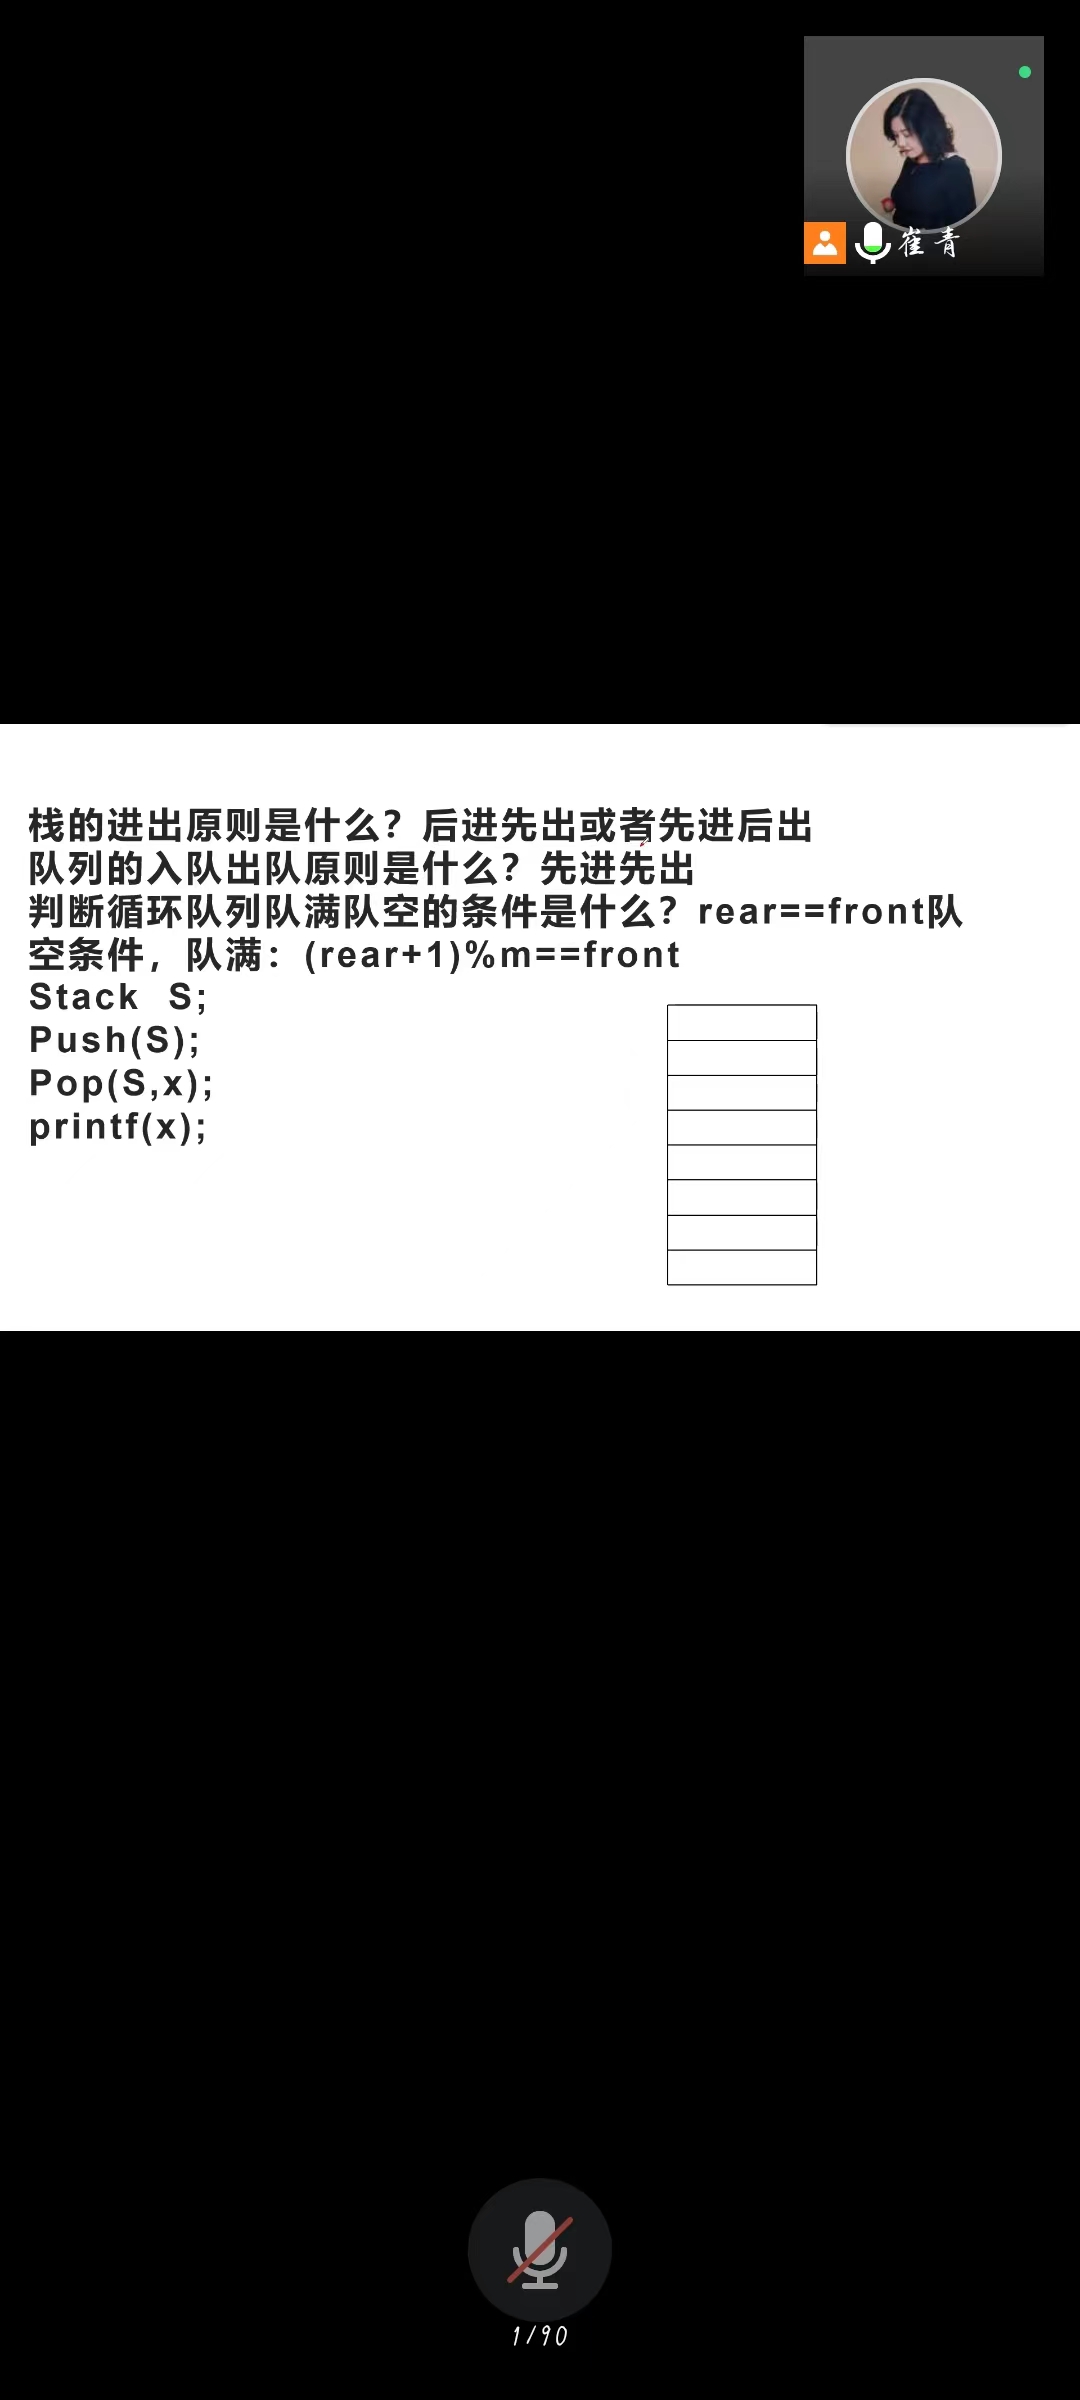 崔青
栈的进出原则是什么？后进先出或者先进后出
队列的入队出队原则是什么？先进先出
判断循环队列队满队空的条件是什么？rear==front队
空条件，队满：(rear+1)%m==front
Stack  S;
Push(S);
Pop(S,x);
printf(x);
1/90